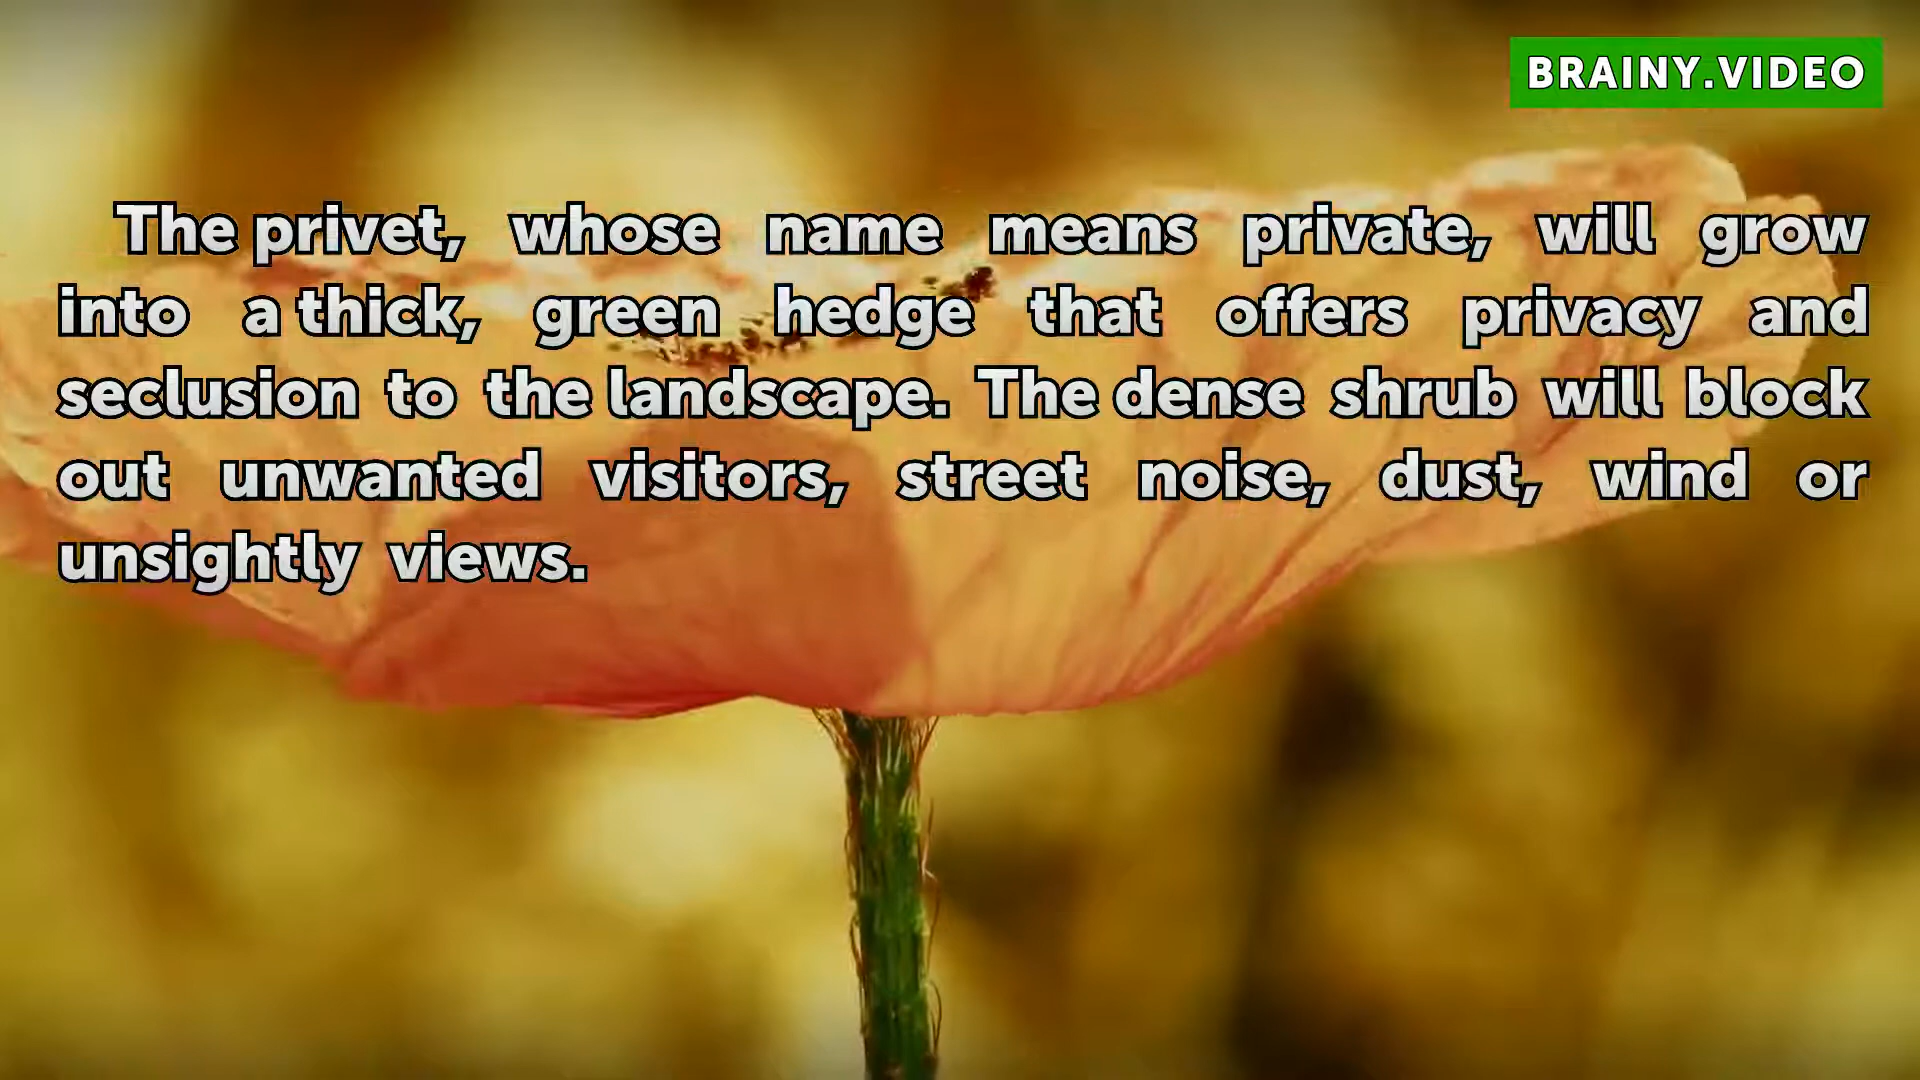 BRAINY.VIDEO
The privet, whose name means private, will grow
into a thick, green hedge that offers privacy and
seclusion to the landscape. The dense shrub will block
out unwanted visitors, street noise, dust, wind or
unsightly views.